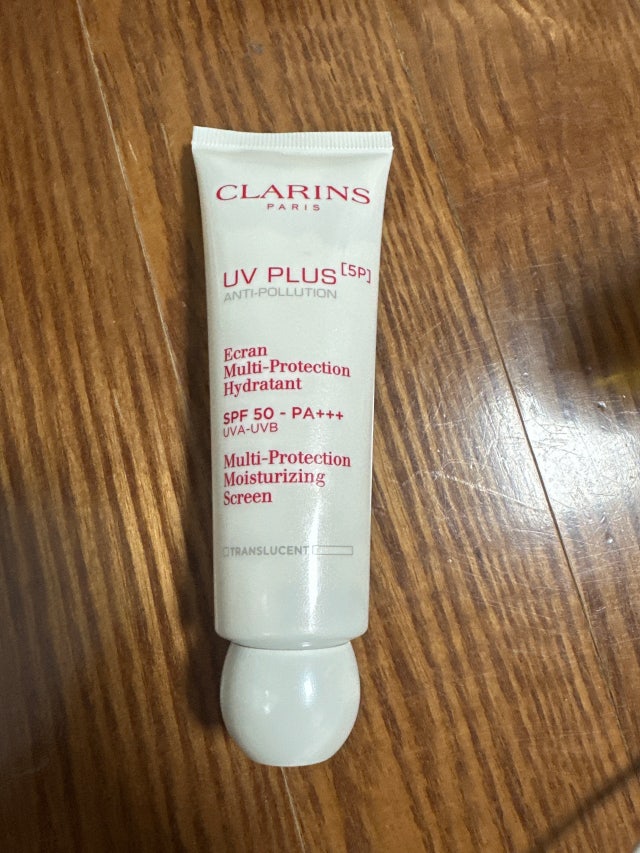 CLARINS
PARIS
UV PLUS [5P]
ANTI-POLLUTION
Ecran
Multi-Protection
Hydratant
SPF 50 - PA+++
UVA-UVB
Multi-Protection
Moisturizing
Screen
TRANSLUCENT